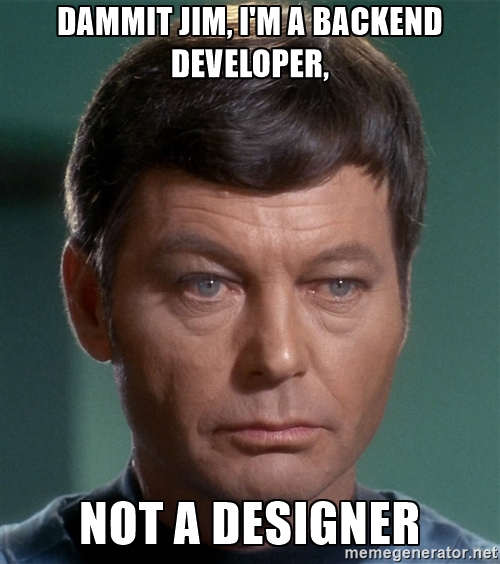 DAMMIT JIM, I'M A BACKEND
DEVELOPER,
NOT A DESIGNER
memegenerator.net